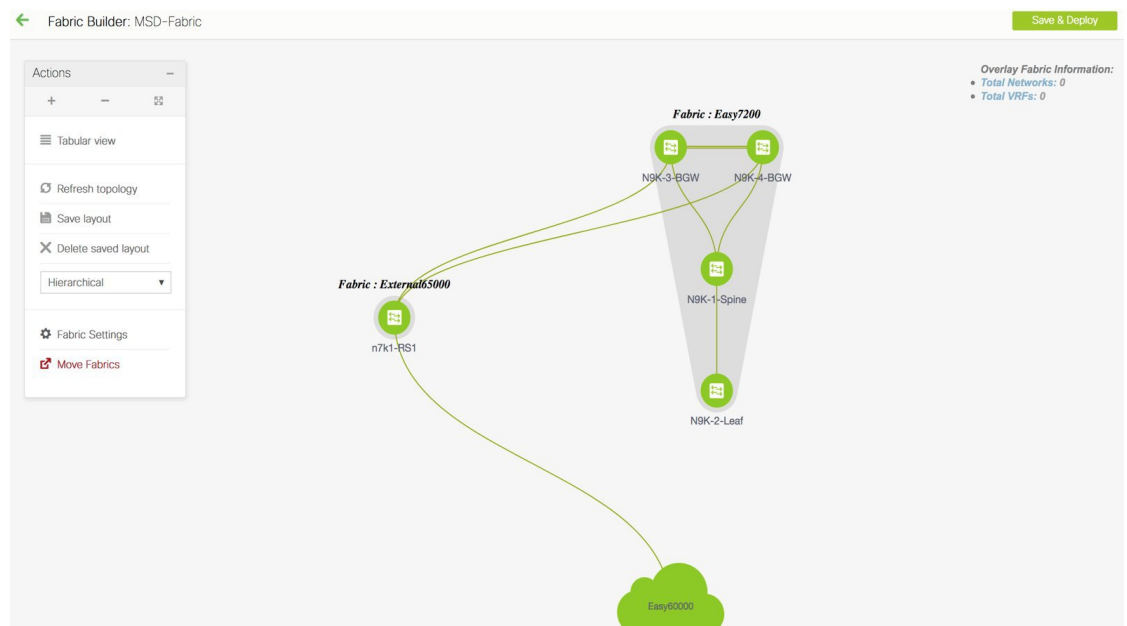 Fabric Builder: MSD-Fabric
Save & Deploy
Actions
Tabular view
Refresh topology
Save layout
Delete saved layout
Hierarchical
Fabric Settings
Move Fabrics
Overlay Fabric Information:
Total Networks: 0
Total VRFs: 0
Fabric : Easy7200
N9K-3-BGW
N9K-4-BGW
N9K-1-Spine
Fabric : External65000
n7k1-RS1
N9K-2-Leaf
Easy60000